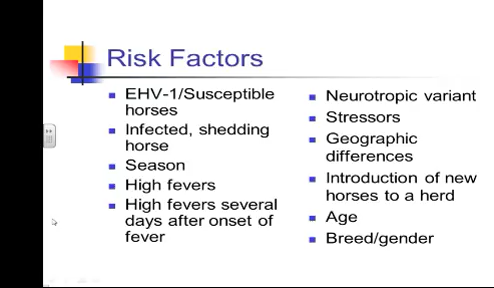 Risk Factors
EHV-1/Susceptible
horses
Infected, shedding
horse
Season
High fevers
High fevers several
days after onset of
fever
Neurotropic variant
Stressors
Geographic
differences
Introduction of new
horses to a herd
Age
Breed/gender